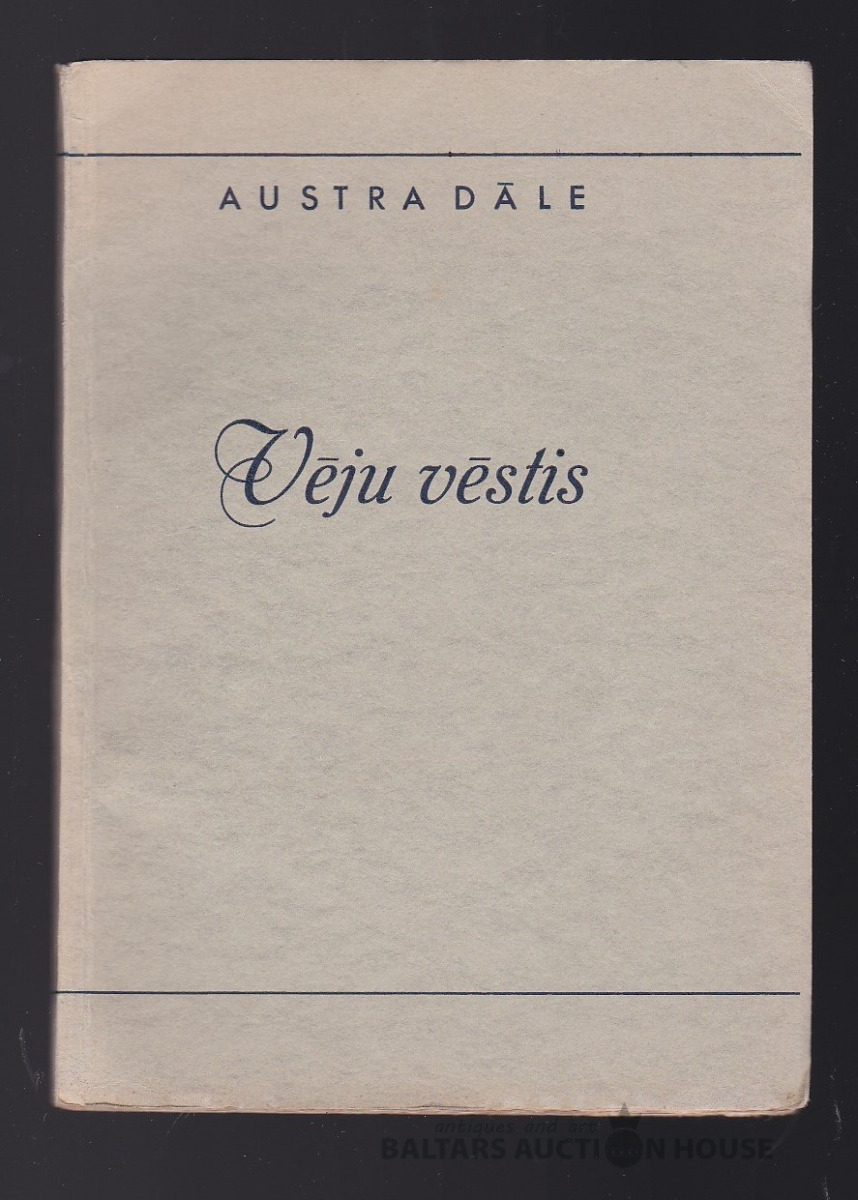 AUSTRA DĀLE
Vēju vēstis
antiques and art
BALTARS AUCTION HOUSE